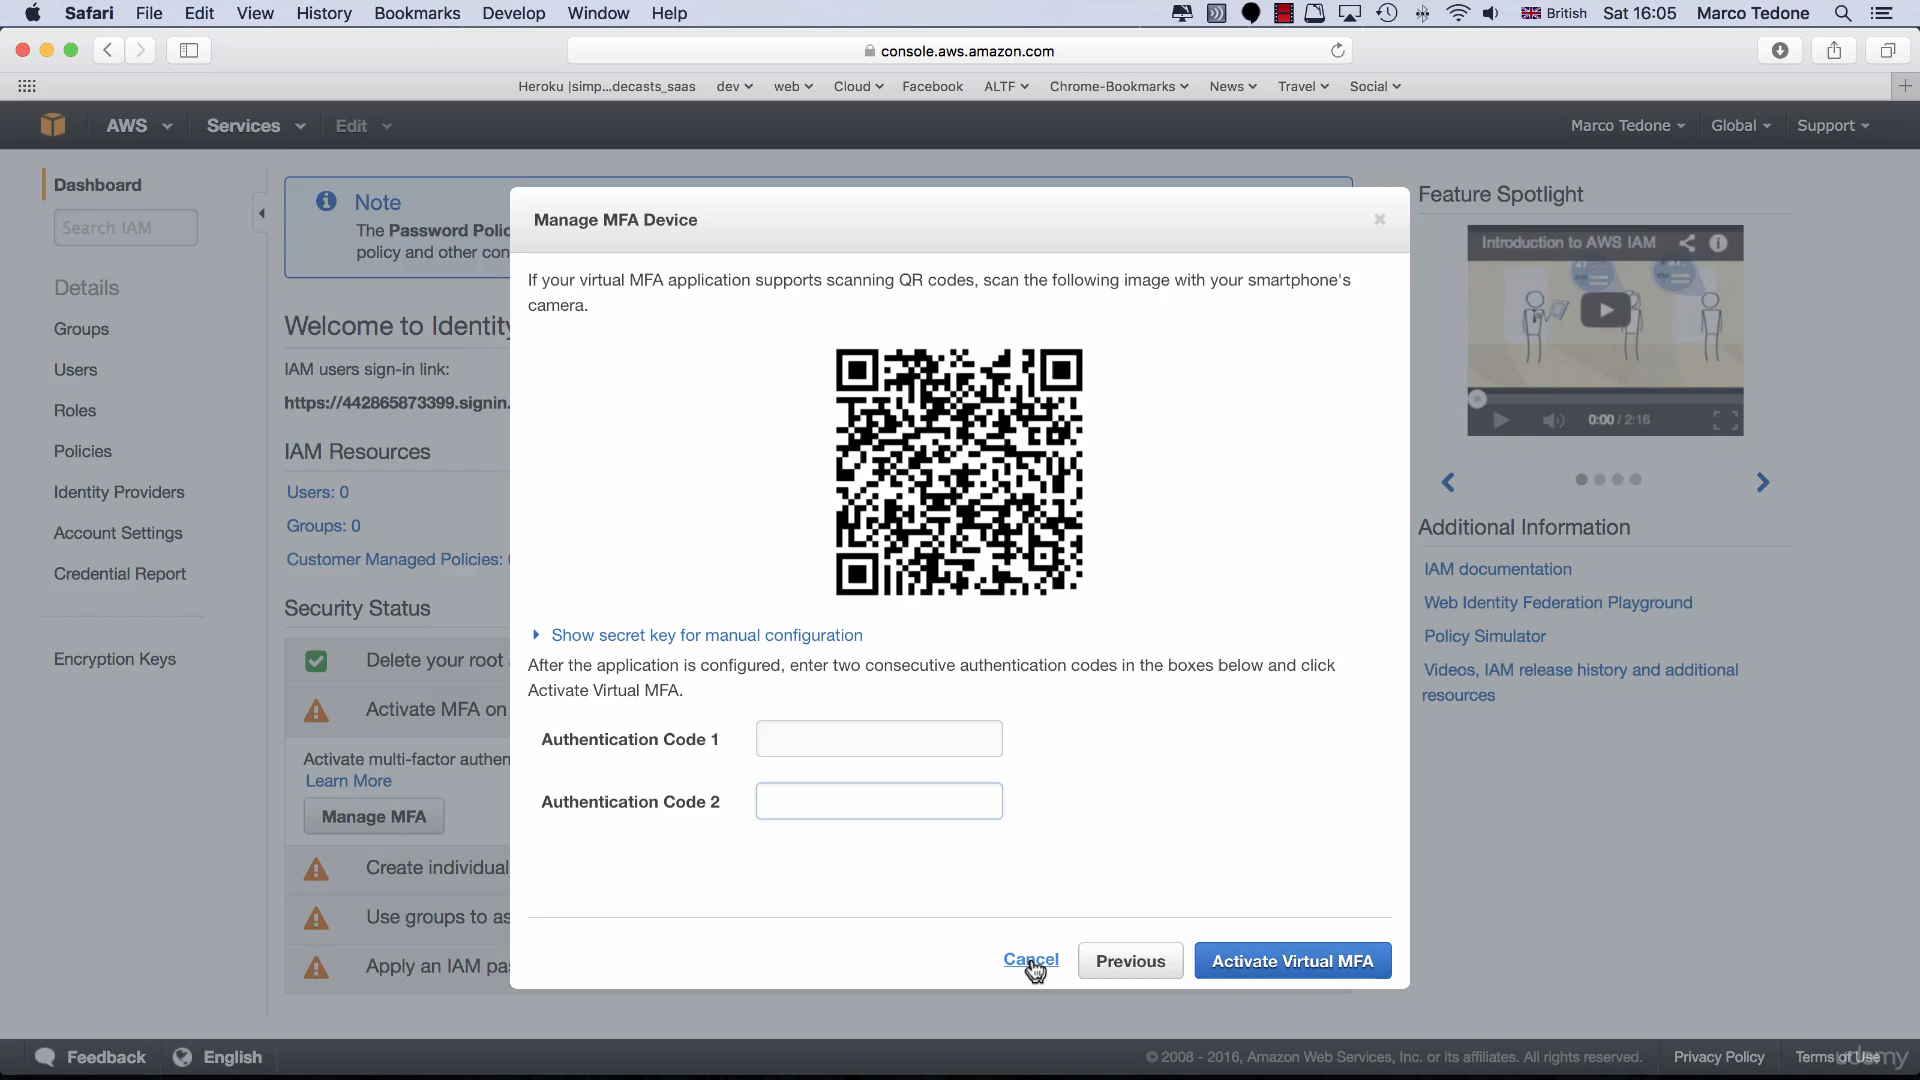 Safari File Edit View History Bookmarks Develop Window Help British Sat 16:05 Marco Tedone
console.aws.amazon.com
Heroku |simp...decasts_saas dev web Cloud Facebook ALTF Chrome-Bookmarks News Travel Social
AWS Services Edit Marco Tedone Global Support
Dashboard
Search IAM
Details
Groups
Users
Roles
Policies
Identity Providers
Account Settings
Credential Report
Encryption Keys
Note
The Password Polic
policy and other con
Welcome to Identity
IAM users sign-in link:
https://442865873399.signin.
IAM Resources
Users: 0
Groups: 0
Customer Managed Policies:
Security Status
Delete your root
Activate MFA on
Activate multi-factor authen
Learn More
Manage MFA
Create individual
Use groups to as
Apply an IAM pa
Manage MFA Device
If your virtual MFA application supports scanning QR codes, scan the following image with your smartphone's
camera.
Show secret key for manual configuration
After the application is configured, enter two consecutive authentication codes in the boxes below and click
Activate Virtual MFA.
Authentication Code 1
Authentication Code 2
Cancel Previous Activate Virtual MFA
Feature Spotlight
Introduction to AWS IAM
0:00 / 2:16
Additional Information
IAM documentation
Web Identity Federation Playground
Policy Simulator
Videos, IAM release history and additional
resources
Feedback English © 2008 - 2016, Amazon Web Services, Inc. or its affiliates. All rights reserved. Privacy Policy Terms of Use
udemy